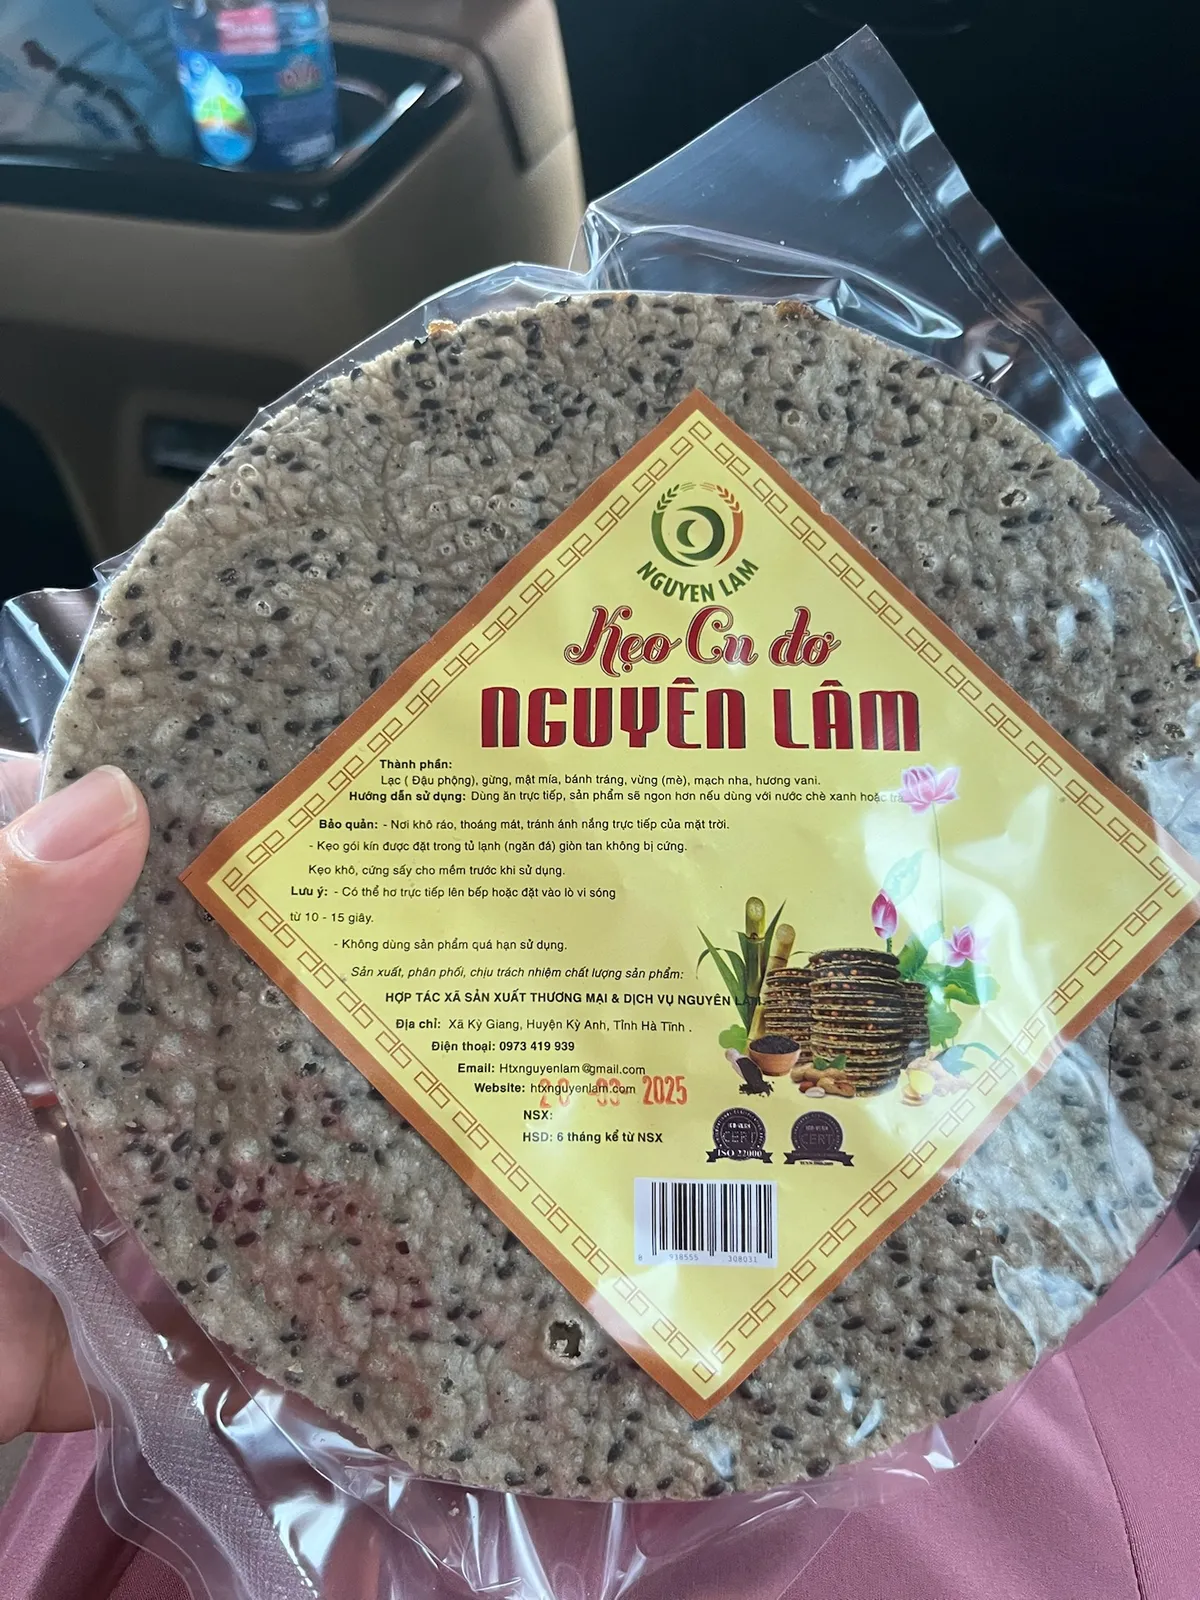 NGUYEN LAM
Kẹo Cu đơ
NGUYÊN LÂM
Thành phần:
Lạc ( Đậu phộng), gừng, mật mía, bánh tráng, vừng (mè), mạch nha, hương vani.
Hướng dẫn sử dụng: Dùng ăn trực tiếp, sản phẩm sẽ ngon hơn nếu dùng với nước chè xanh hoặc trà
Bảo quản: - Nơi khô ráo, thoáng mát, tránh ánh nắng trực tiếp của mặt trời.
- Kẹo gói kín được đặt trong tủ lạnh (ngăn đá) giòn tan không bị cứng.
Kẹo khô, cứng sấy cho mềm trước khi sử dụng.
Lưu ý: - Có thể hơ trực tiếp lên bếp hoặc đặt vào lò vi sóng
từ 10 - 15 giây.
- Không dùng sản phẩm quá hạn sử dụng.
Sản xuất, phân phối, chịu trách nhiệm chất lượng sản phẩm:
HỢP TÁC XÃ SẢN XUẤT THƯƠNG MẠI & DỊCH VỤ NGUYÊN LÂM.
Địa chỉ: Xã Kỳ Giang, Huyện Kỳ Anh, Tỉnh Hà Tĩnh .
Điện thoại: 0973 419 939
Email: Htxnguyenlam@gmail.com
Website: htxnguyenlam.com
2025
NSX:
HSD: 6 tháng kể từ NSX
CERT
ISO 22000
CERT
8 938555 308031